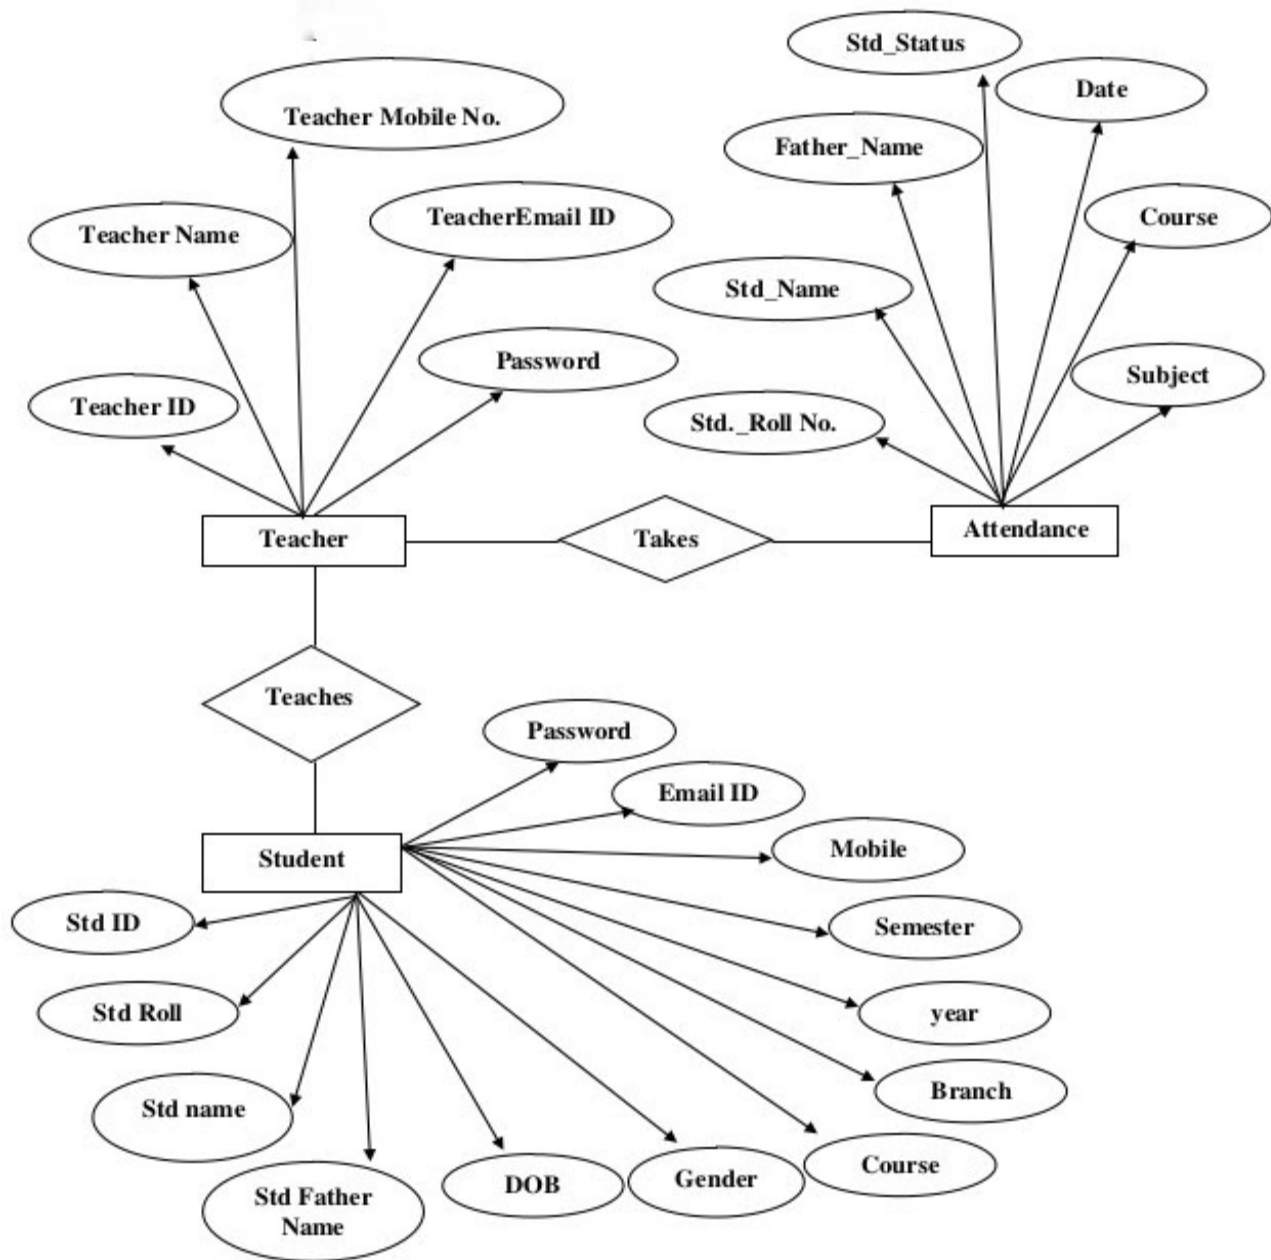 Std_Status
Date
Teacher Mobile No.
Father_Name
TeacherEmail ID
Course
Teacher Name
Std_Name
Password
Subject
Teacher ID
Std._Roll No.
Teacher
Takes
Attendance
Teaches
Password
Email ID
Mobile
Student
Std ID
Semester
Std Roll
year
Branch
Std name
Course
Gender
DOB
Std Father
Name